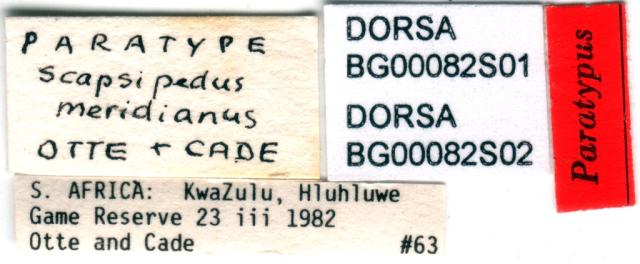 PARATYPE
Scapsipedus
meridianus
OTTE + CADE
DORSA
BG00082S01
DORSA
BG00082S02
Paratypus
S. AFRICA: KwaZulu, Hluhluwe
Game Reserve 23 iii 1982
Otte and Cade #63